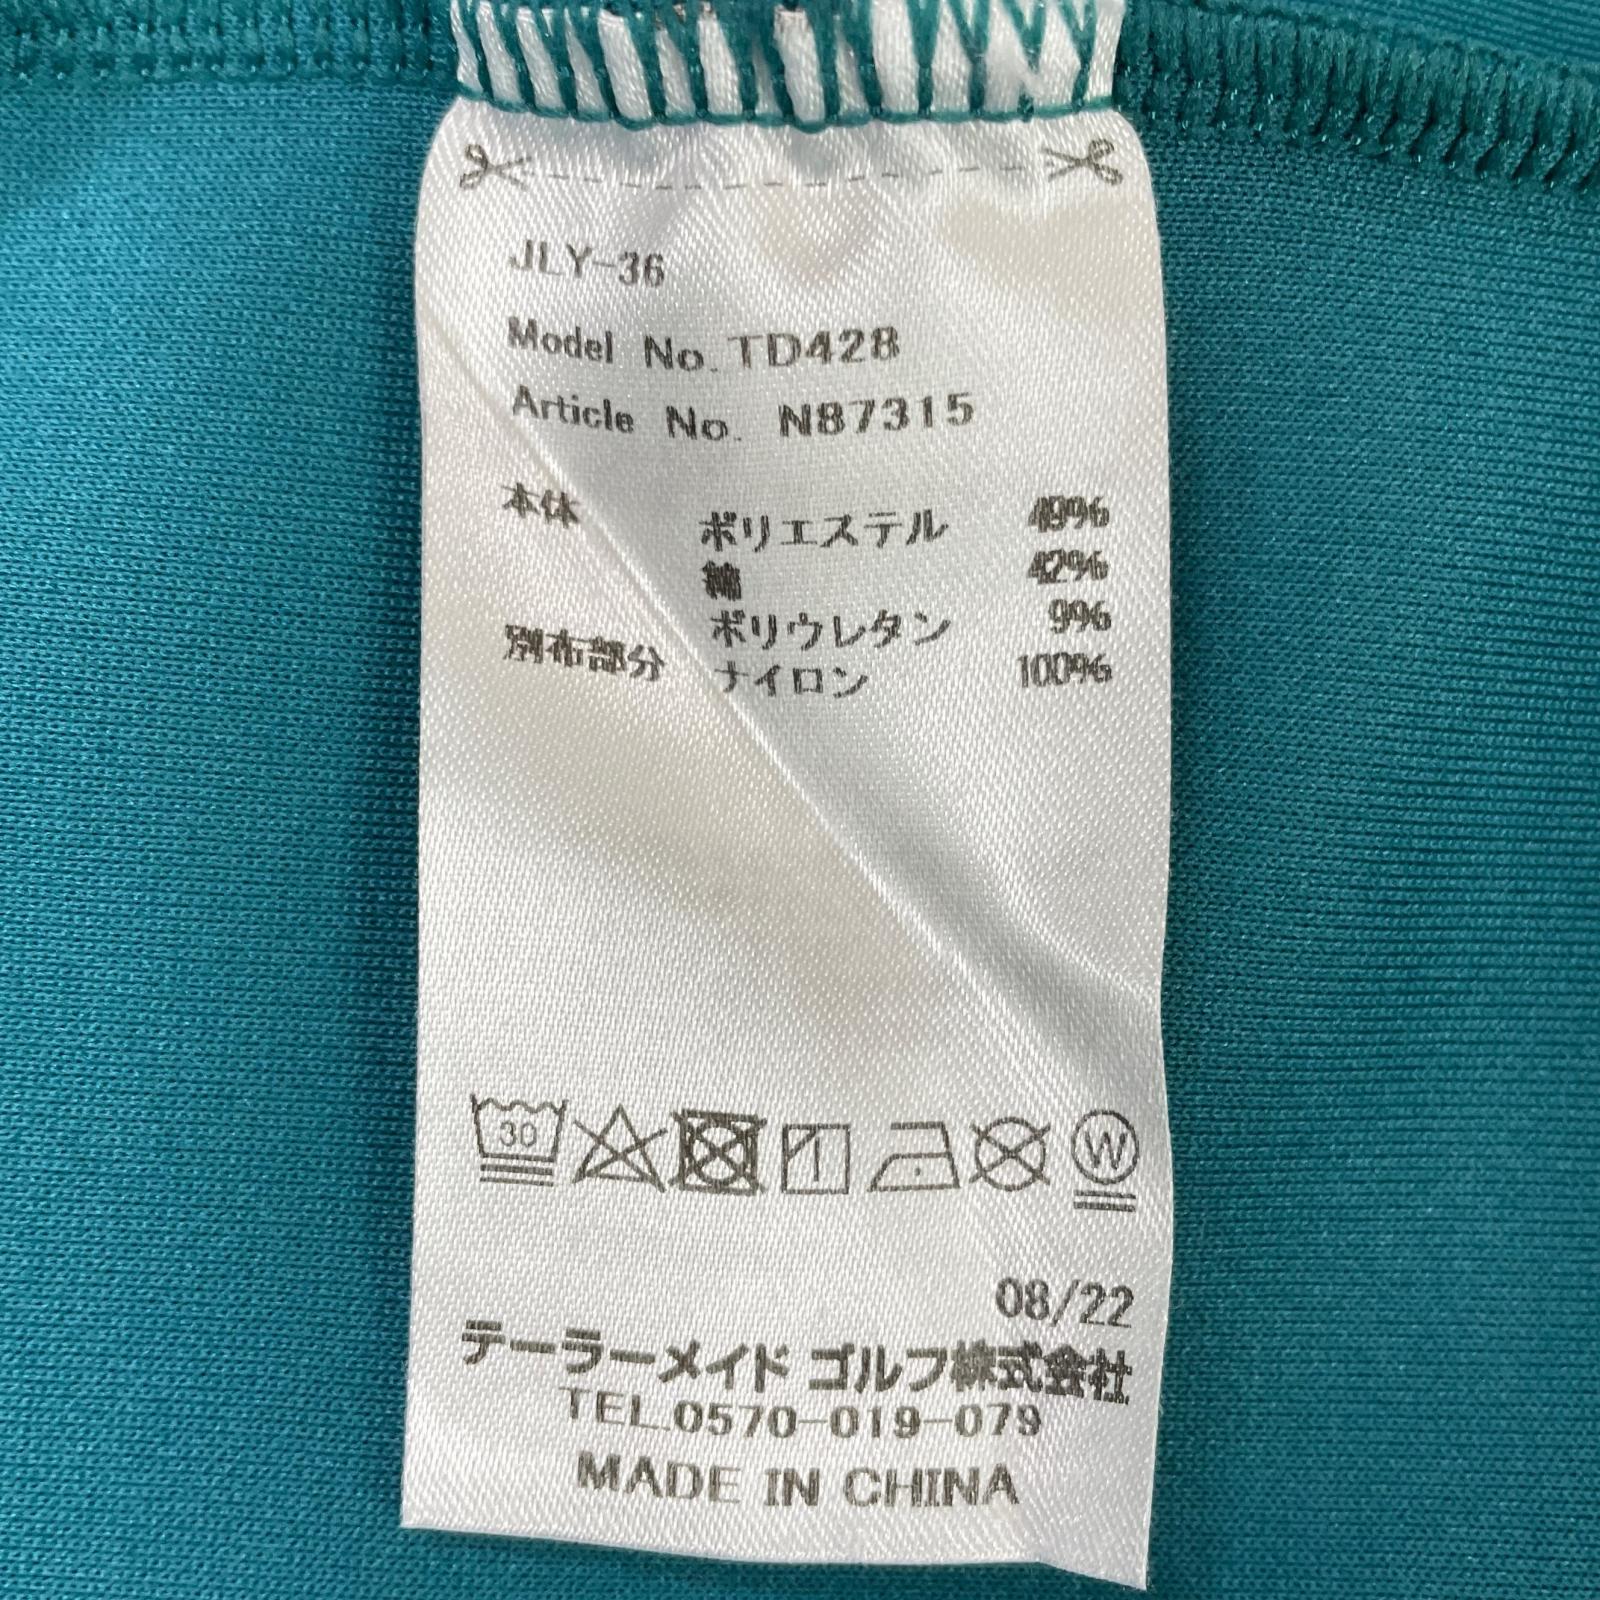 JLY-36
Model No. TD428
Article No. N87315
本体 ポリエステル 49%
綿 42%
ポリウレタン 9%
別布部分 ナイロン 100%
30 W
08/22
テーラーメイド ゴルフ株式会社
TEL.0570-019-079
MADE IN CHINA